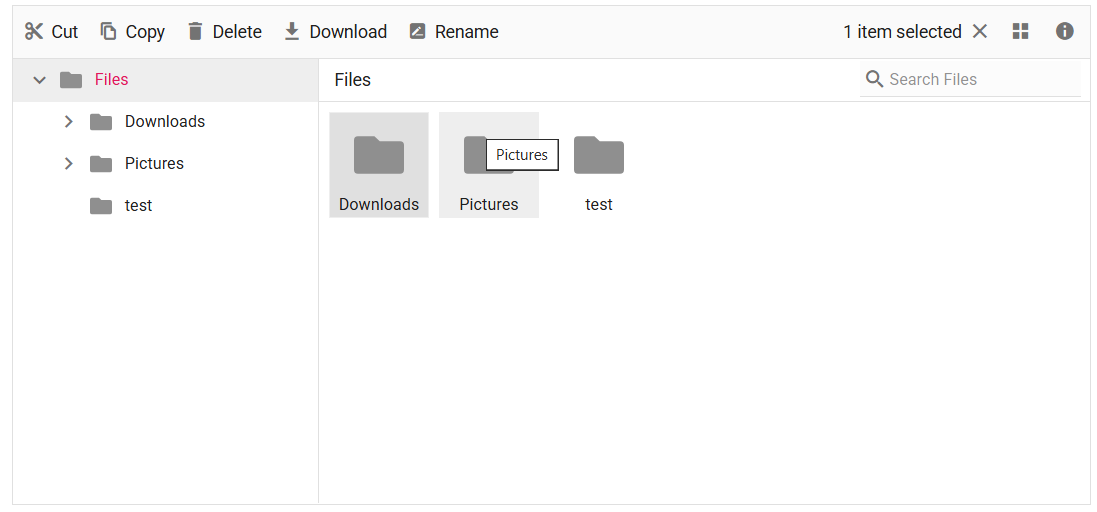 Cut Copy Delete Download Rename 1 item selected
Files
Downloads
Pictures
test
Files Search Files
Pictures
Downloads Pictures test